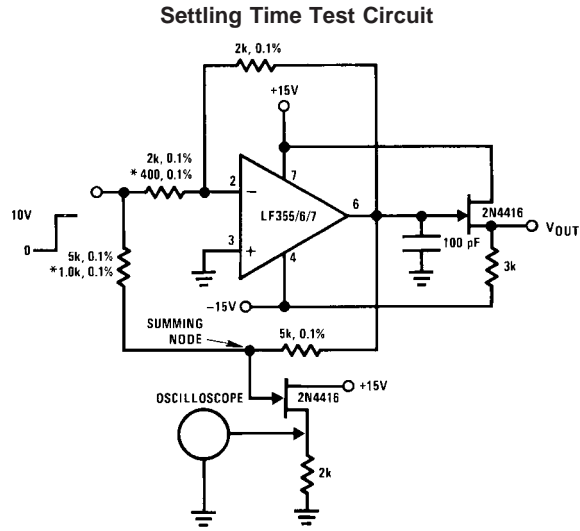 Settling Time Test Circuit
2k, 0.1%
+15V
2k, 0.1%
* 400, 0.1%
2
−
7
LF355/6/7
6
3
+
4
10V
0
5k, 0.1%
*1.0k, 0.1%
2N4416
VOUT
100 pF
3k
−15V
SUMMING
NODE
5k, 0.1%
+15V
OSCILLOSCOPE
2N4416
2k